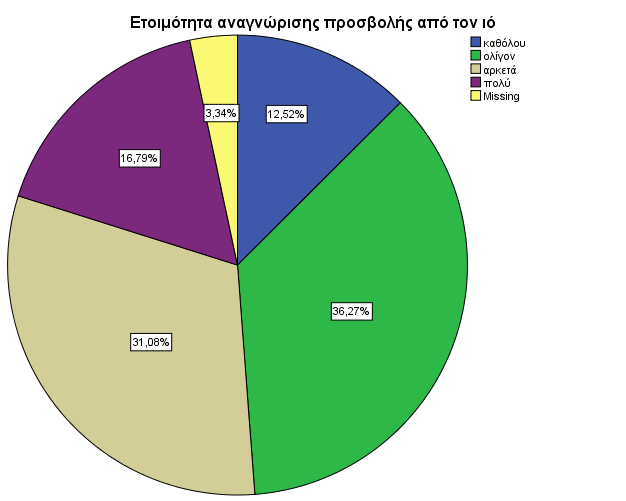 Ετοιμότητα αναγνώρισης προσβολής από τον ιό
καθόλου
ολίγον
αρκετά
πολύ
Missing
3,34%
12,52%
16,79%
36,27%
31,08%